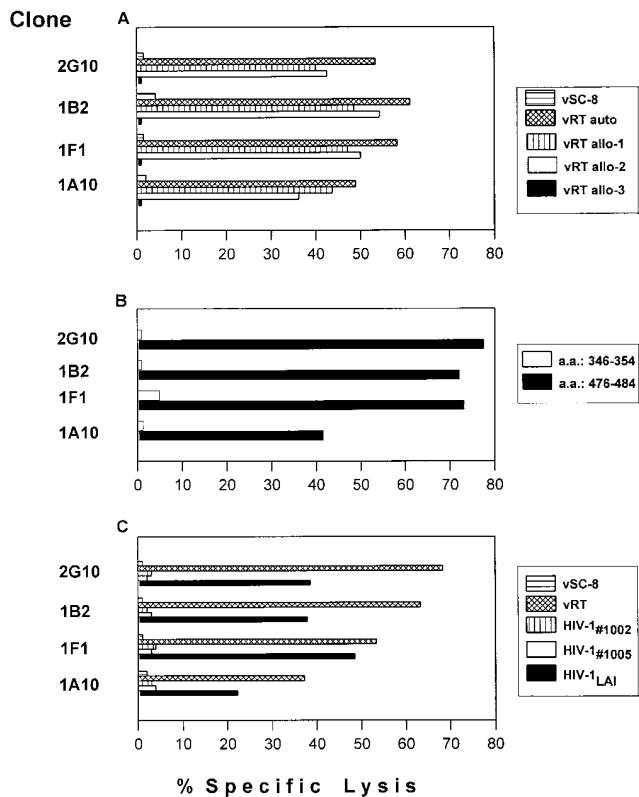 Clone
A
2G10
1B2
1F1
1A10
0 10 20 30 40 50 60 70 80
vSC-8
vRT auto
vRT allo-1
vRT allo-2
vRT allo-3
B
2G10
1B2
1F1
1A10
0 10 20 30 40 50 60 70 80
a.a.: 346-354
a.a.: 476-484
C
2G10
1B2
1F1
1A10
0 10 20 30 40 50 60 70 80
vSC-8
vRT
HIV-1#1002
HIV-1#1005
HIV-1LAI
% Specific Lysis